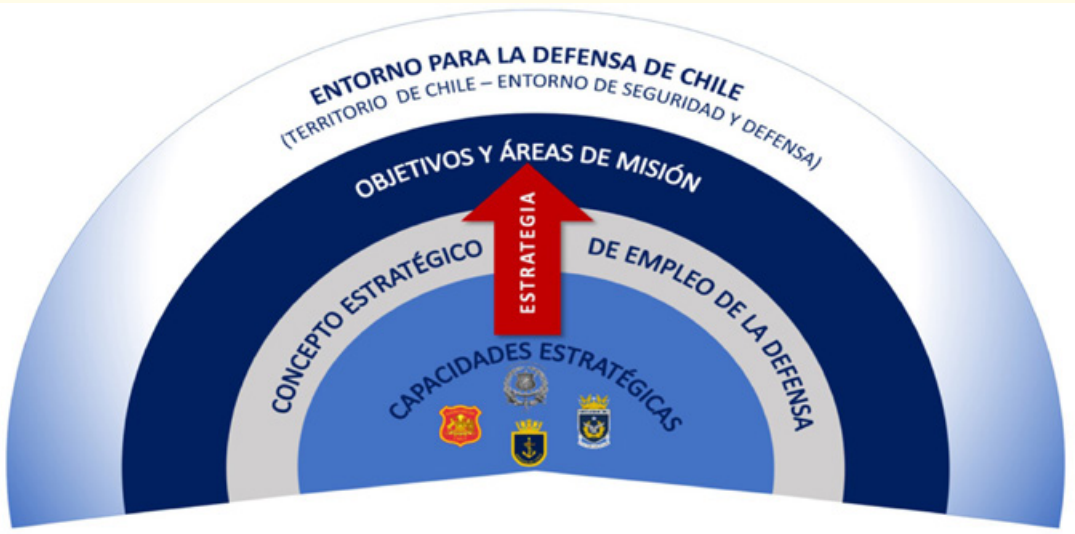 ENTORNO PARA LA DEFENSA DE CHILE
(TERRITORIO DE CHILE – ENTORNO DE SEGURIDAD Y DEFENSA)
OBJETIVOS Y ÁREAS DE MISIÓN
ESTRATEGIA
CONCEPTO ESTRATÉGICO DE EMPLEO DE LA DEFENSA
CAPACIDADES ESTRATÉGICAS